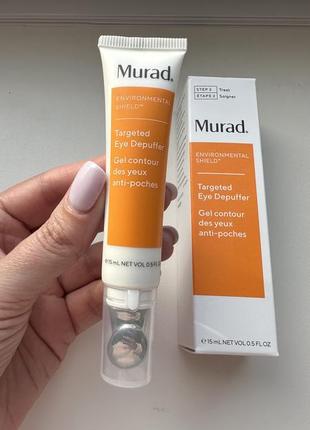 Murad.
ENVIRONMENTAL
SHIELD™
Targeted
Eye Depuffer
Gel contour
des yeux
anti-poches
℮ 15 mL NET VOL 0.5 FL OZ
STEP 2 Treat
ÉTAPE 2 Soigner
Murad.
ENVIRONMENTAL
SHIELD™
Targeted
Eye Depuffer
Gel contour
des yeux
anti-poches
℮ 15 mL NET VOL 0.5 FL OZ